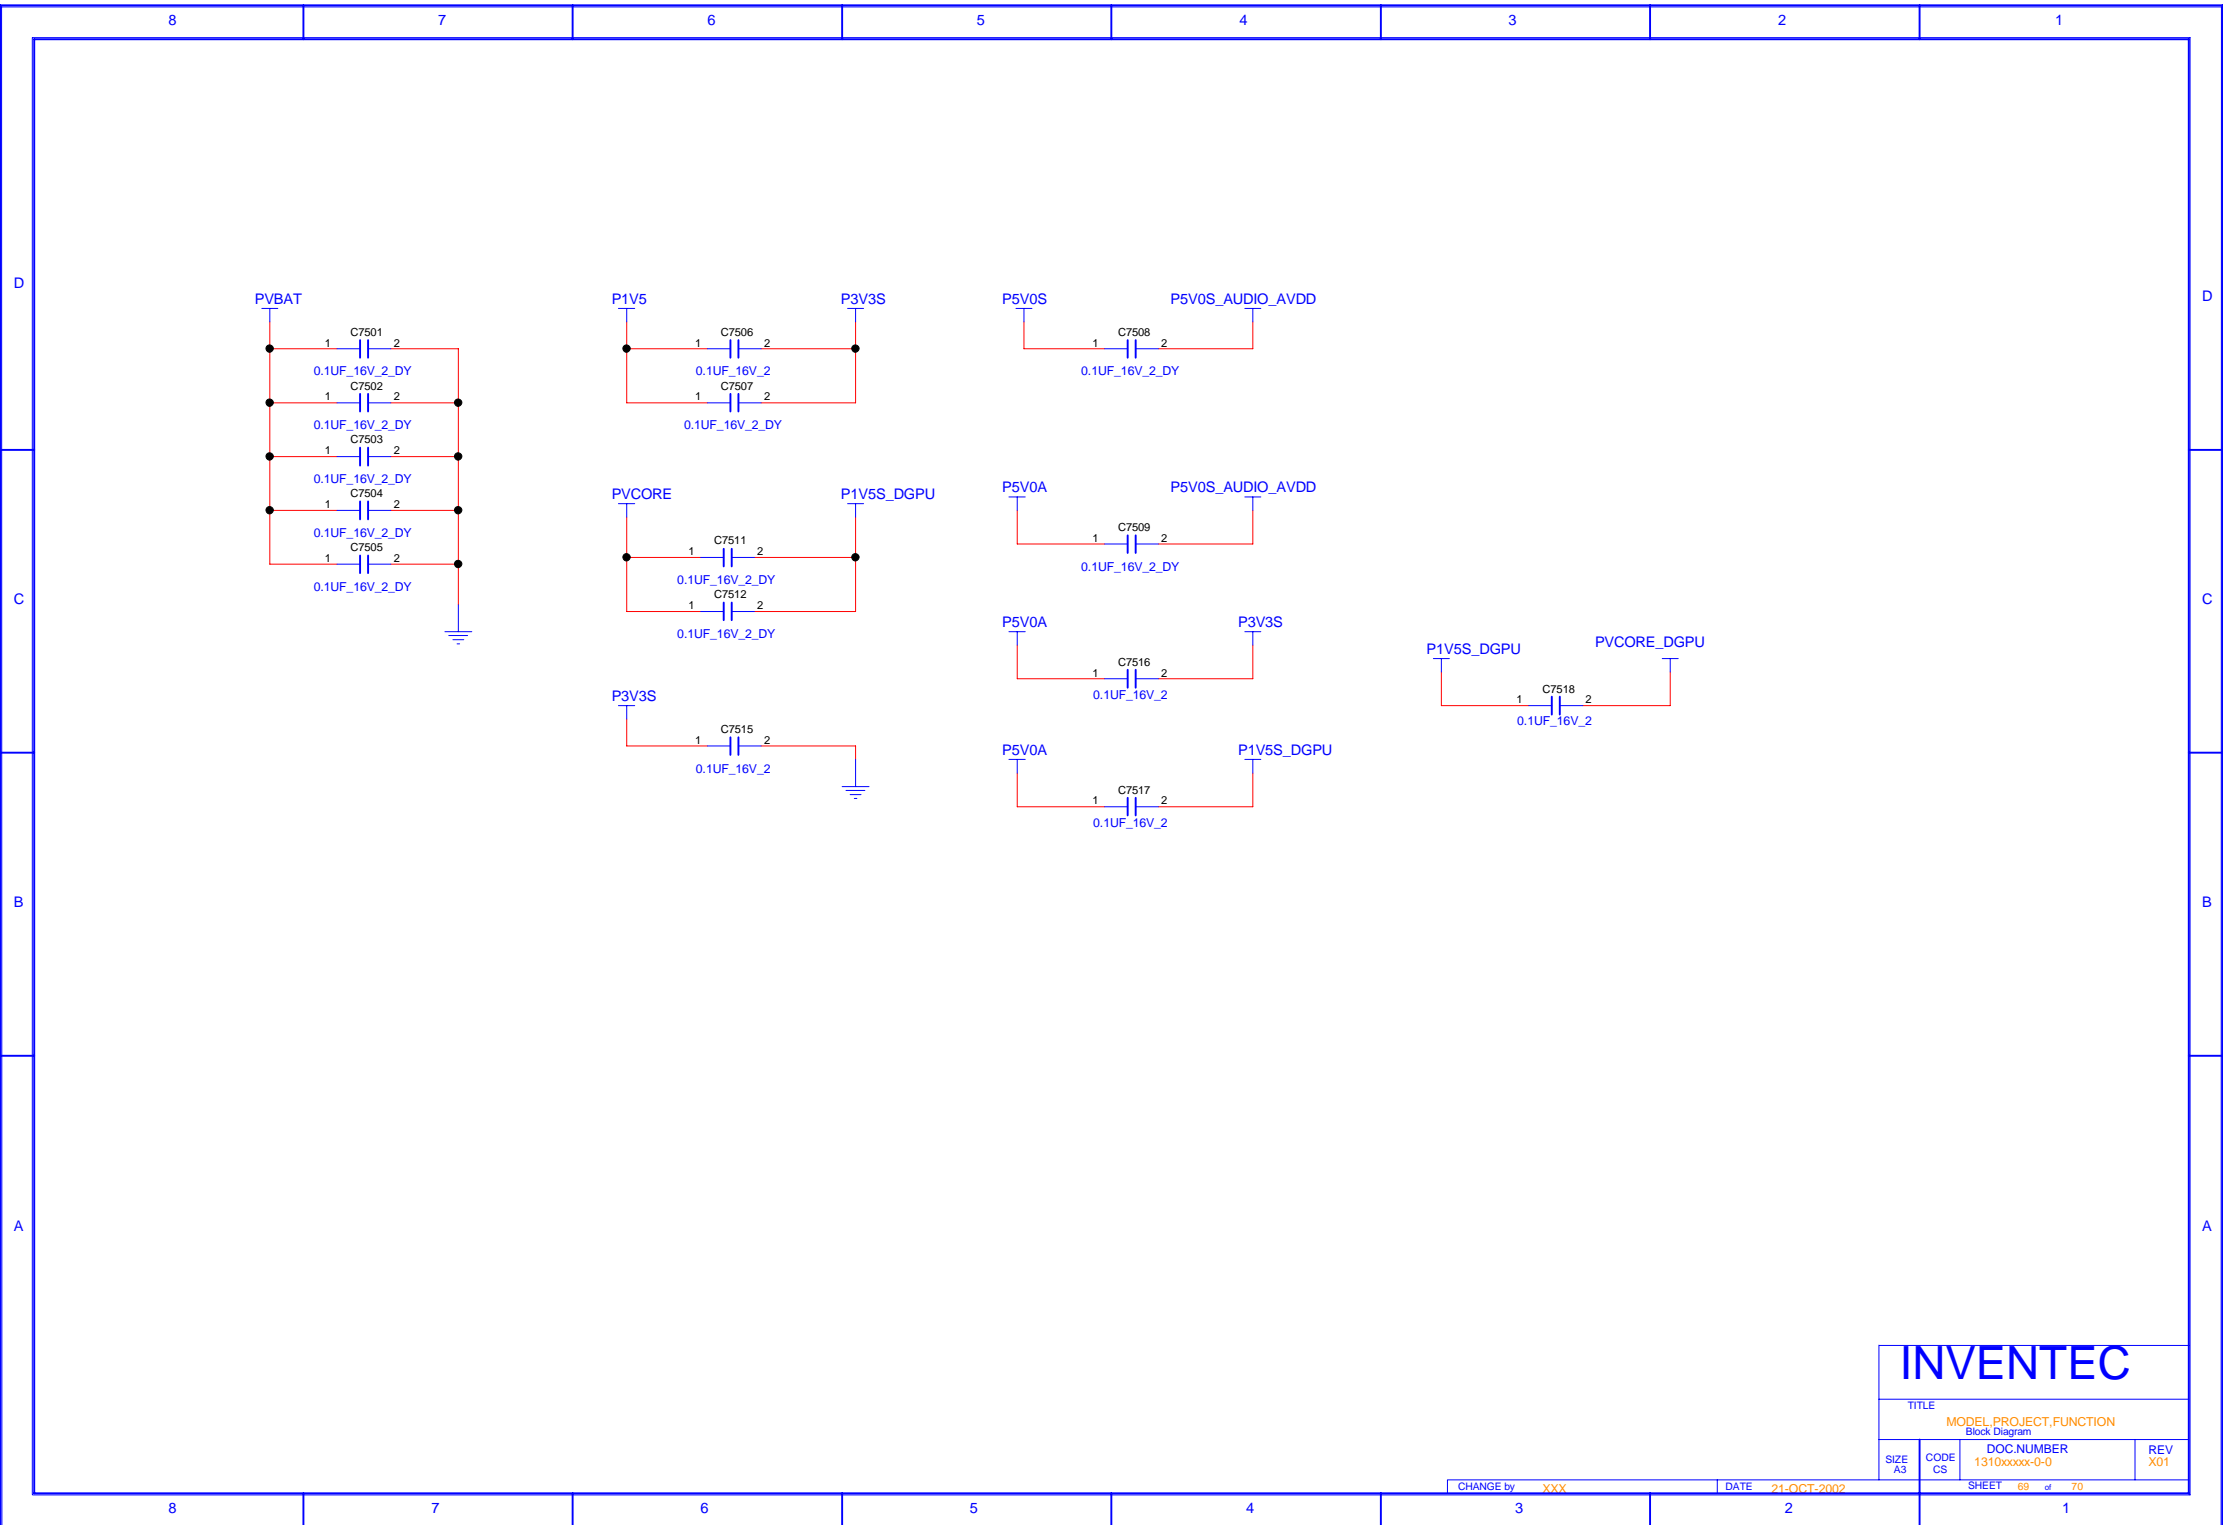 8 7 6 5 4 3 2 1
D D
C C
B B
A A
PVBAT
C7501
1 2
0.1UF_16V_2_DY
C7502
1 2
0.1UF_16V_2_DY
C7503
1 2
0.1UF_16V_2_DY
C7504
1 2
0.1UF_16V_2_DY
C7505
1 2
0.1UF_16V_2_DY
P1V5 P3V3S
C7506
1 2
0.1UF_16V_2
C7507
1 2
0.1UF_16V_2_DY
PVCORE P1V5S_DGPU
C7511
1 2
0.1UF_16V_2_DY
C7512
1 2
0.1UF_16V_2_DY
P3V3S
C7515
1 2
0.1UF_16V_2
P5V0S P5V0S_AUDIO_AVDD
C7508
1 2
0.1UF_16V_2_DY
P5V0A P5V0S_AUDIO_AVDD
C7509
1 2
0.1UF_16V_2_DY
P5V0A P3V3S
C7516
1 2
0.1UF_16V_2
P5V0A P1V5S_DGPU
C7517
1 2
0.1UF_16V_2
P1V5S_DGPU PVCORE_DGPU
C7518
1 2
0.1UF_16V_2
INVENTEC
TITLE
MODEL,PROJECT,FUNCTION
Block Diagram
SIZE CODE DOC.NUMBER REV
A3 CS 1310xxxxx-0-0 X01
CHANGE by XXX DATE 21-OCT-2002 SHEET 69 of 70
8 7 6 5 4 3 2 1